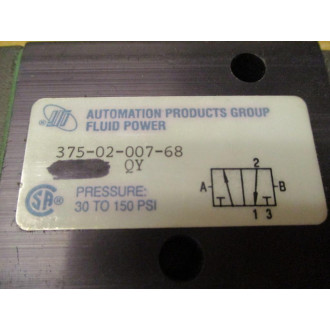 AUTOMATION PRODUCTS GROUP
FLUID POWER
375-02-007-68
QY
PRESSURE:
30 TO 150 PSI
2
A B
1 3